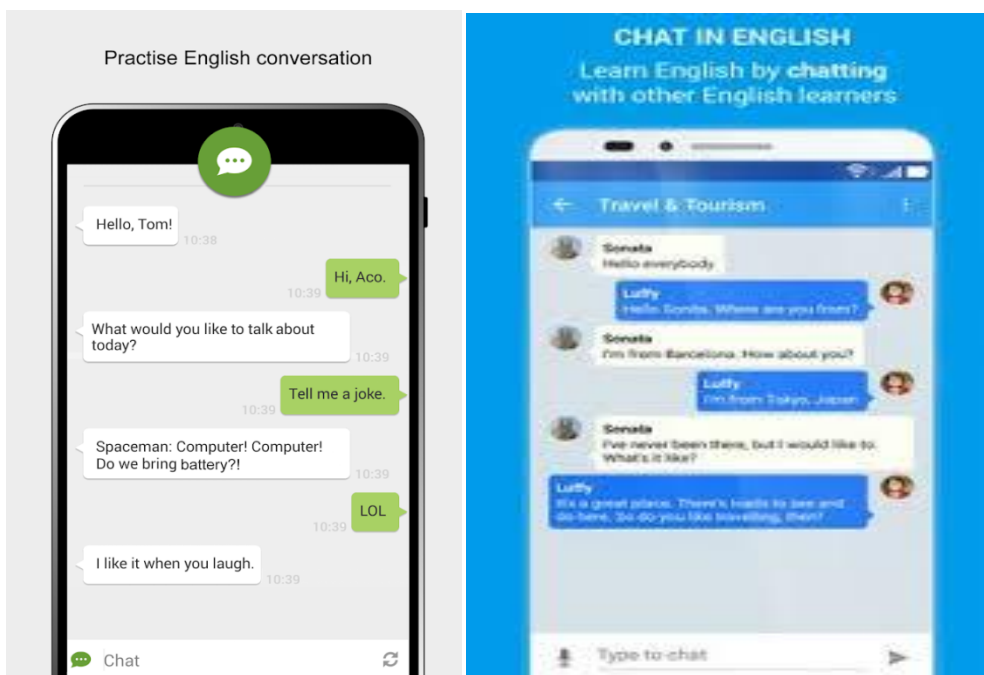 Practise English conversation
Hello, Tom!
10:38
Hi, Aco.
10:39
What would you like to talk about
today?
10:39
Tell me a joke.
10:39
Spaceman: Computer! Computer!
Do we bring battery?!
10:39
LOL
10:39
I like it when you laugh.
10:39
Chat
CHAT IN ENGLISH
Learn English by chatting
with other English learners
Travel & Tourism
Sonata
Hello everybody
Luffy
Hello Sonita. Where are you from?
Sonata
I'm from Barcelona. How about you?
Luffy
I'm from Tokyo, Japan
Sonata
I've never been there, but I would like to.
What's it like?
Luffy
It's a great place. There's loads to see and
do here. So do you like travelling, then?
Type to chat